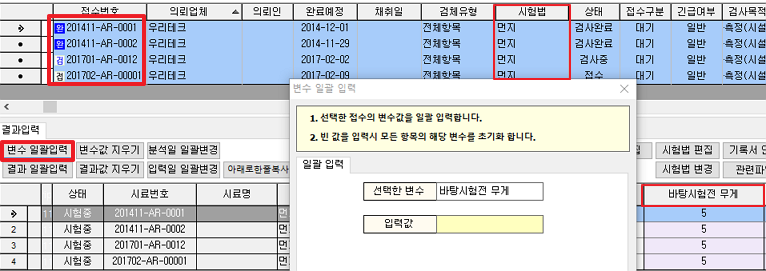 접수번호 의뢰업체 의뢰인 완료예정 채취일 검체유형 시험법 상태 접수구분 긴급여부 검사목적
완 201411-AR-0001 우리테크 2014-12-01 전체항목 먼지 검사완료 대기 일반 측정(시설
완 201411-AR-0002 우리테크 2014-11-29 전체항목 먼지 검사완료 대기 일반 측정(시설
검 201701-AR-0012 우리테크 2017-02-02 전체항목 먼지 검사중 대기 일반 측정(시설
접 201702-AR-00001 우리테크 2017-02-09 전체항목 먼지 접수 대기 일반 측정(시설
변수 일괄 입력
1. 선택한 접수의 변수값을 일괄 입력합니다.
2. 빈 값을 입력시 모든 항목의 해당 변수를 초기화 합니다.
일괄 입력
선택한 변수 바탕시험전 무게
입력값
결과입력
변수 일괄입력 변수값 지우기 분석일 일괄변경 시험법 편집 기록서
결과 일괄입력 결과값 지우기 입력일 일괄변경 아래로한줄복사 시험법 변경 관련파
상태 시료번호 시료명 바탕시험전 무게
1 시험중 201411-AR-0001 먼 5
2 시험중 201411-AR-0002 먼 5
3 시험중 201701-AR-0012 먼 5
4 시험중 201702-AR-00001 먼 5